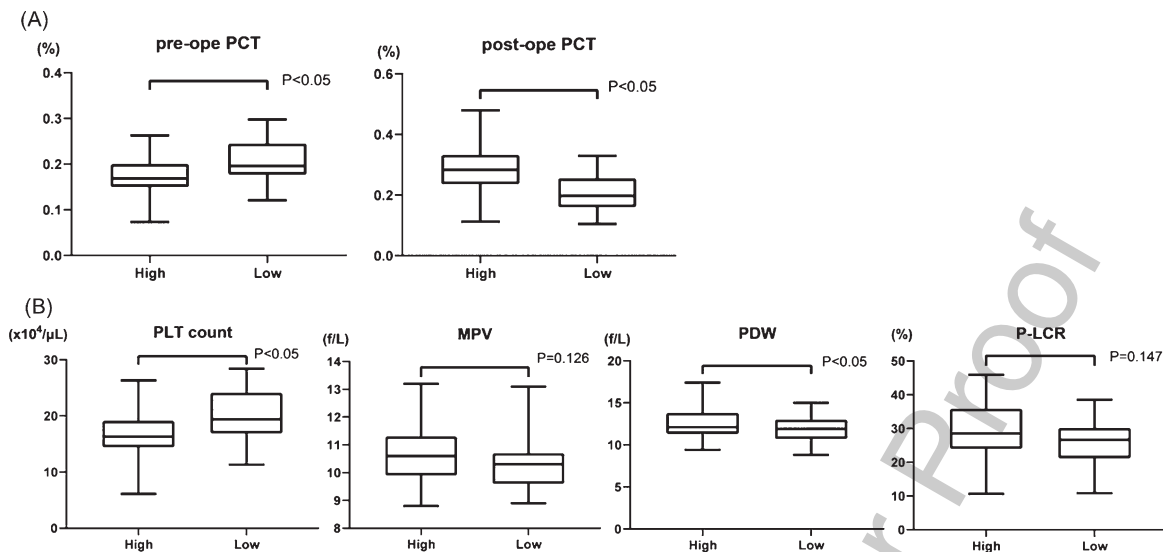 (A)
pre-ope PCT
(%)
0.4
0.3
0.2
0.1
0.0
P<0.05
High
Low
post-ope PCT
(%)
0.6
0.4
0.2
0.0
P<0.05
High
Low
(B)
PLT count
(x10⁴/μL)
30
20
10
0
P<0.05
High
Low
MPV
(f/L)
14
13
12
11
10
9
8
P=0.126
High
Low
PDW
(f/L)
20
15
10
5
0
P<0.05
High
Low
P-LCR
(%)
50
40
30
20
10
0
P=0.147
High
Low
r Proof